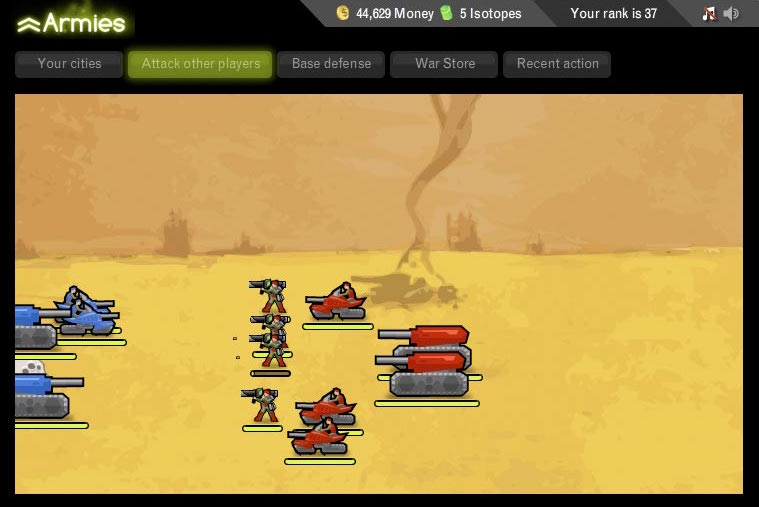 Armies
44,629 Money 5 Isotopes Your rank is 37
Your cities Attack other players Base defense War Store Recent action